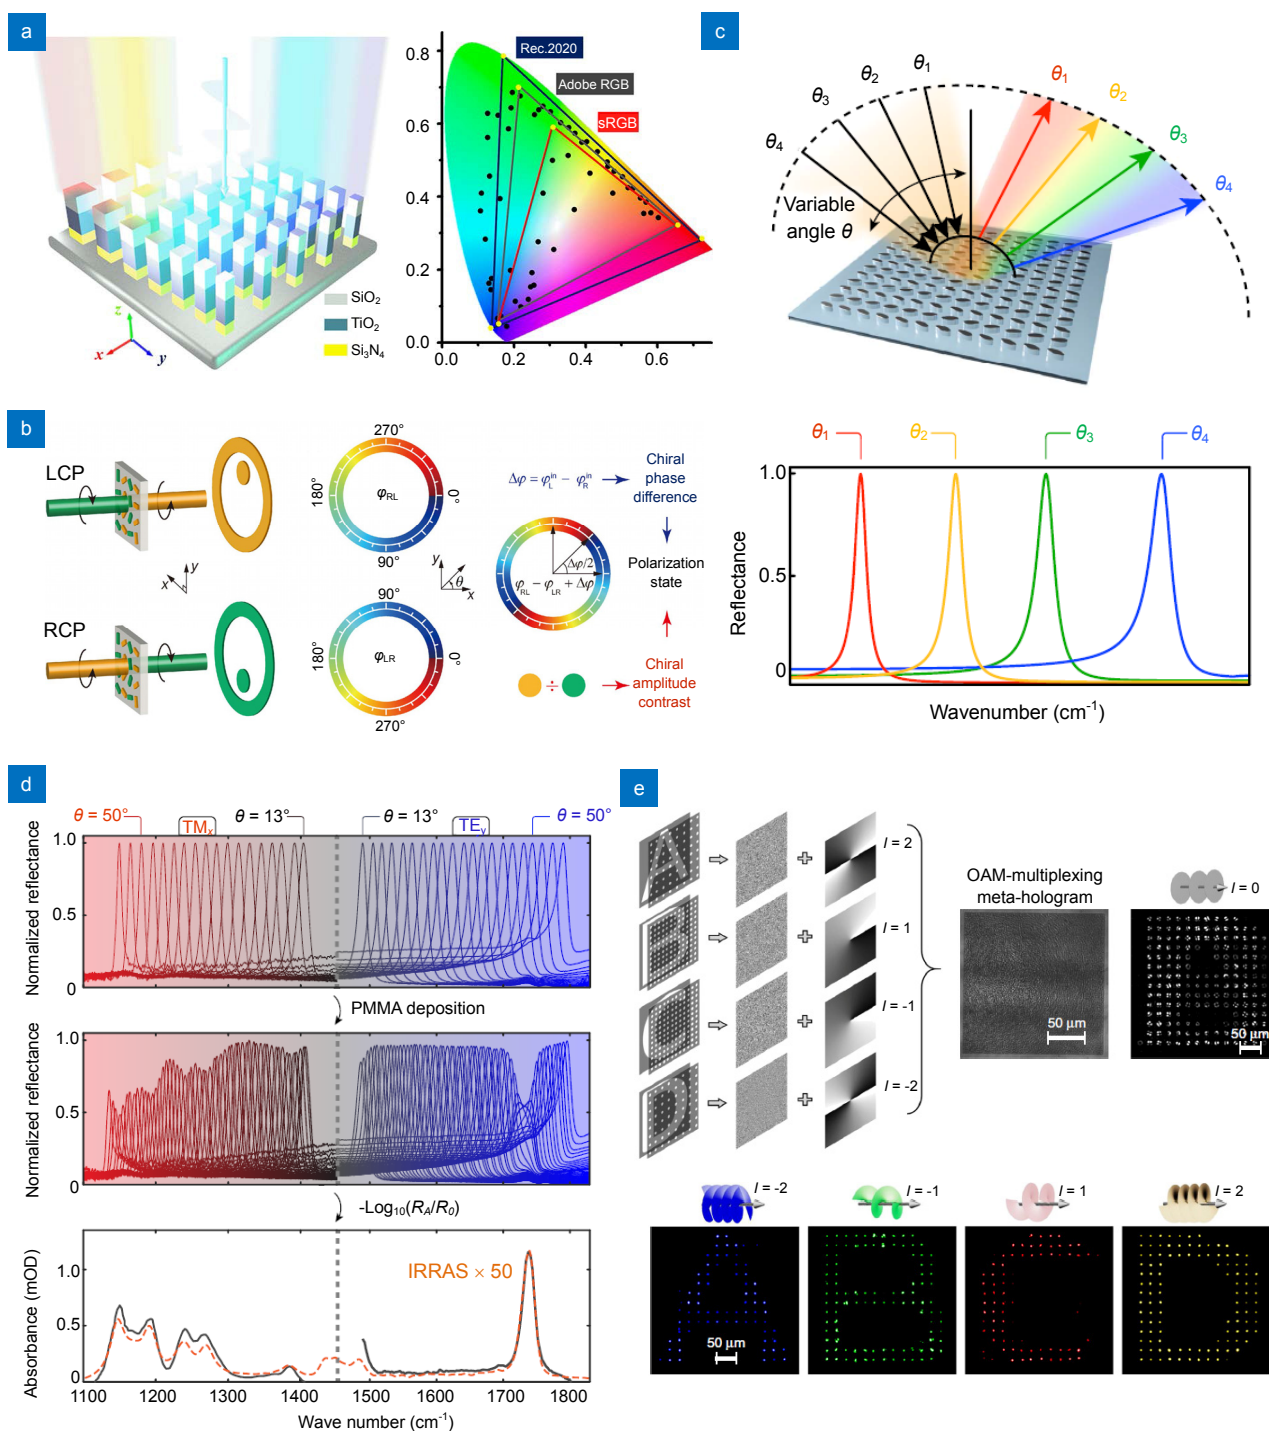 a
0.8
0.6
0.4
0.2
0
0.0
0.2
0.4
0.6
Rec.2020
Adobe RGB
sRGB
SiO₂
TiO₂
Si₃N₄
z
x
y
c
θ₁
θ₂
θ₃
θ₄
θ₁
θ₂
θ₃
θ₄
Variable
angle θ
b
LCP
RCP
x
y
270°
180°
0°
90°
φRL
90°
180°
0°
270°
φLR
y
θ
x
Δφ = φLⁱⁿ − φRⁱⁿ
Chiral
phase
difference
Δφ/2
φRL − φLR + Δφ
Polarization
state
÷
Chiral
amplitude
contrast
θ₁
θ₂
θ₃
θ₄
1.0
0.5
0
Reflectance
Wavenumber (cm⁻¹)
d
θ = 50°
TMₓ
θ = 13°
θ = 13°
TEᵧ
θ = 50°
Normalized reflectance
1.0
0.5
0
PMMA deposition
Normalized reflectance
1.0
0.5
0
-Log₁₀(R_A/R₀)
Absorbance (mOD)
1.0
0.5
0
IRRAS × 50
1100
1200
1300
1400
1500
1600
1700
1800
Wave number (cm⁻¹)
e
A
B
C
D
l = 2
l = 1
l = -1
l = -2
OAM-multiplexing
meta-hologram
50 μm
l = 0
50 μm
l = -2
l = -1
l = 1
l = 2
A
B
C
D
50 μm